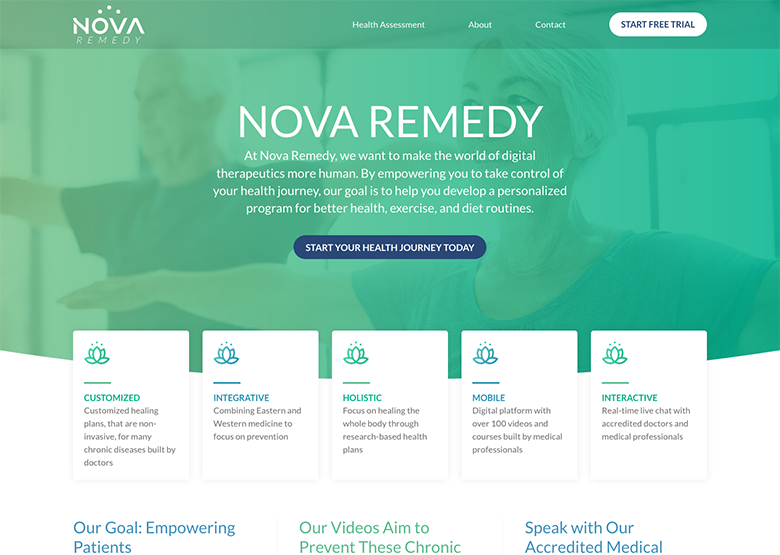 NOVA
REMEDY
Health Assessment
About
Contact
START FREE TRIAL
NOVA REMEDY
At Nova Remedy, we want to make the world of digital
therapeutics more human. By empowering you to take control of
your health journey, our goal is to help you develop a personalized
program for better health, exercise, and diet routines.
START YOUR HEALTH JOURNEY TODAY
CUSTOMIZED
Customized healing
plans, that are non-
invasive, for many
chronic diseases built by
doctors
INTEGRATIVE
Combining Eastern and
Western medicine to
focus on prevention
HOLISTIC
Focus on healing the
whole body through
research-based health
plans
MOBILE
Digital platform with
over 100 videos and
courses built by medical
professionals
INTERACTIVE
Real-time live chat with
accredited doctors and
medical professionals
Our Goal: Empowering
Patients
Our Videos Aim to
Prevent These Chronic
Speak with Our
Accredited Medical